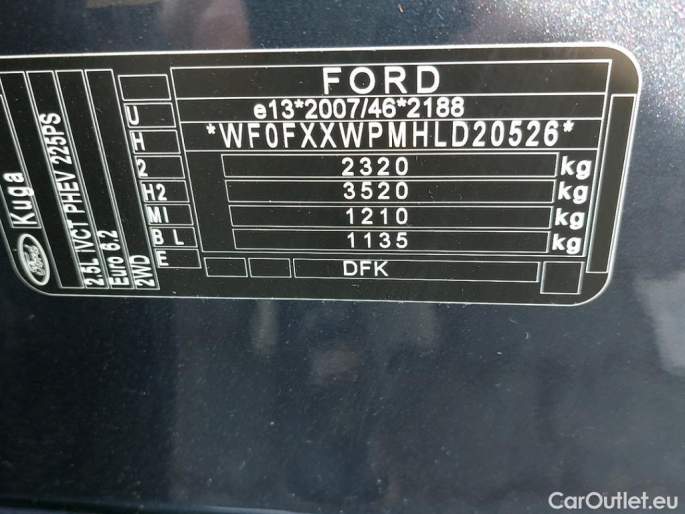 FORD
e13*2007/46*2188
*WF0FXXWPMHLD20526*
2320 kg
3520 kg
1210 kg
1135 kg
DFK
U
H
2
H2
MI
B L
E
2WD
Euro 6.2
2.5L iVCT PHEV 225PS
Kuga
Ford
CarOutlet.eu